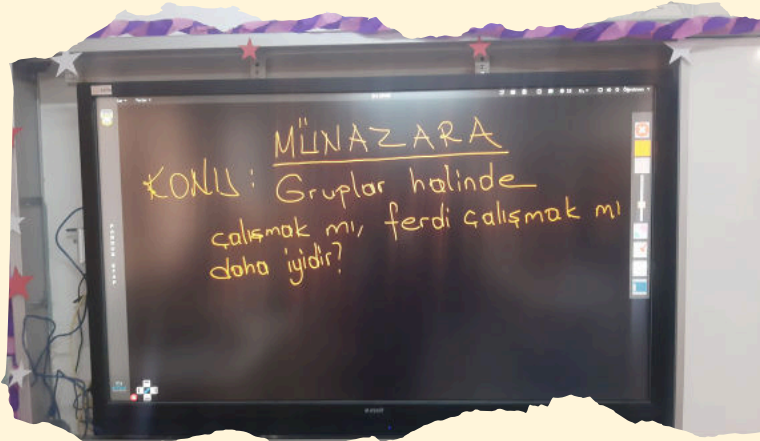 MÜNAZARA
KONU: Gruplar halinde
çalışmak mı, ferdi çalışmak mı
daha iyidir?